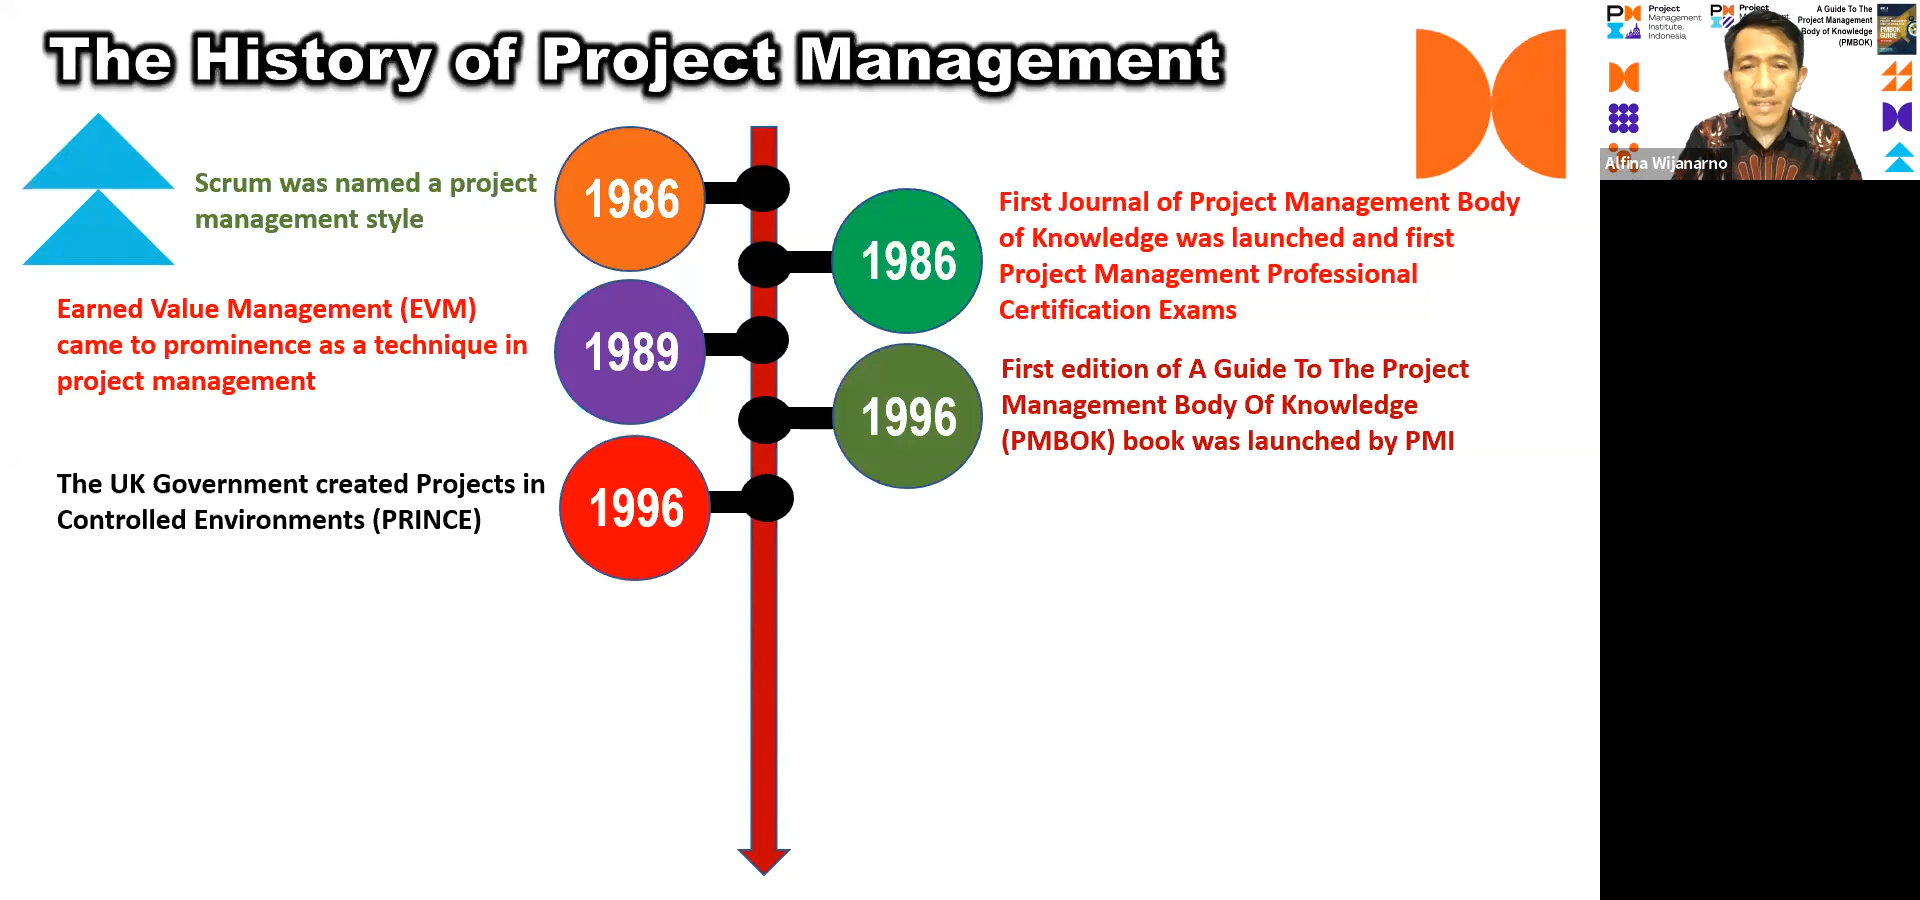 The History of Project Management
Scrum was named a project
management style
1986
1986
First Journal of Project Management Body
of Knowledge was launched and first
Project Management Professional
Certification Exams
Earned Value Management (EVM)
came to prominence as a technique in
project management
1989
1996
First edition of A Guide To The Project
Management Body Of Knowledge
(PMBOK) book was launched by PMI
The UK Government created Projects in
Controlled Environments (PRINCE)
1996
Project
Management
Institute.
Indonesia
Project
A Guide To The
Project Management
Body of Knowledge
(PMBOK)
PMBOK
GUIDE
Alfina Wijanarno